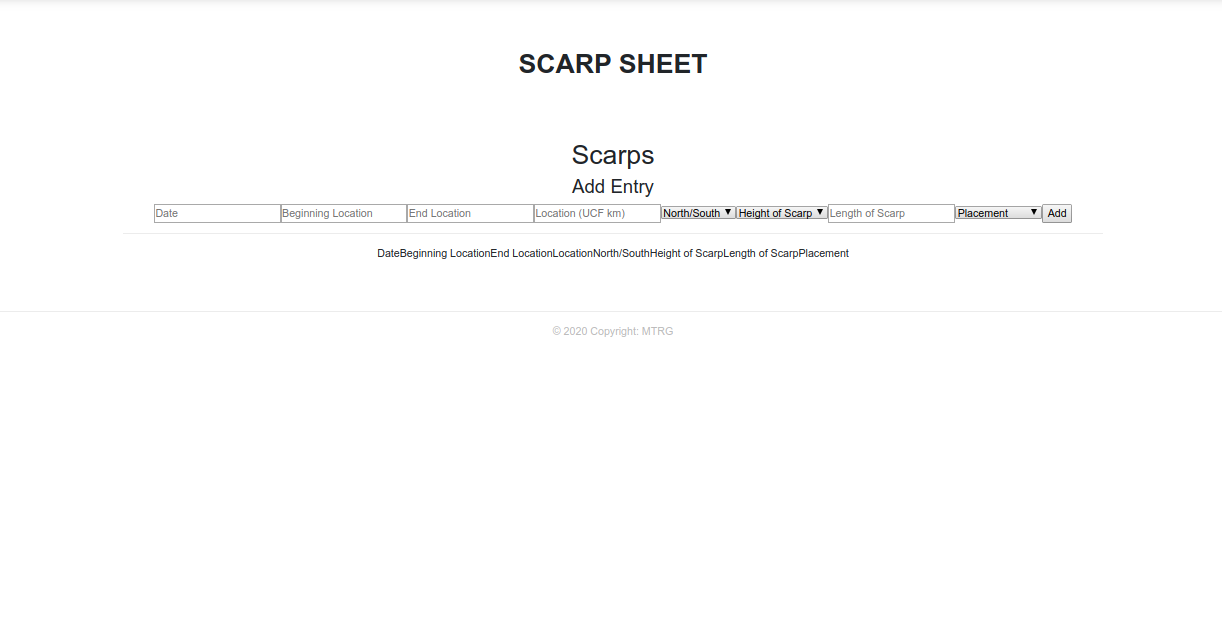 SCARP SHEET
Scarps
Add Entry
Date Beginning Location End Location Location (UCF km) North/South Height of Scarp Length of Scarp Placement Add
DateBeginning LocationEnd LocationLocationNorth/SouthHeight of ScarpLength of ScarpPlacement
© 2020 Copyright: MTRG